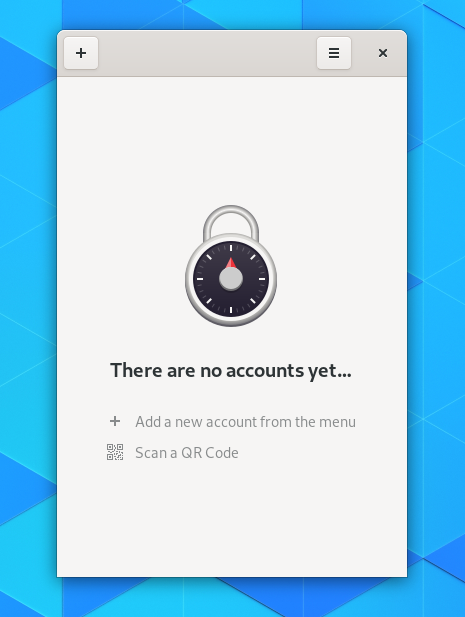 There are no accounts yet...
Add a new account from the menu
Scan a QR Code